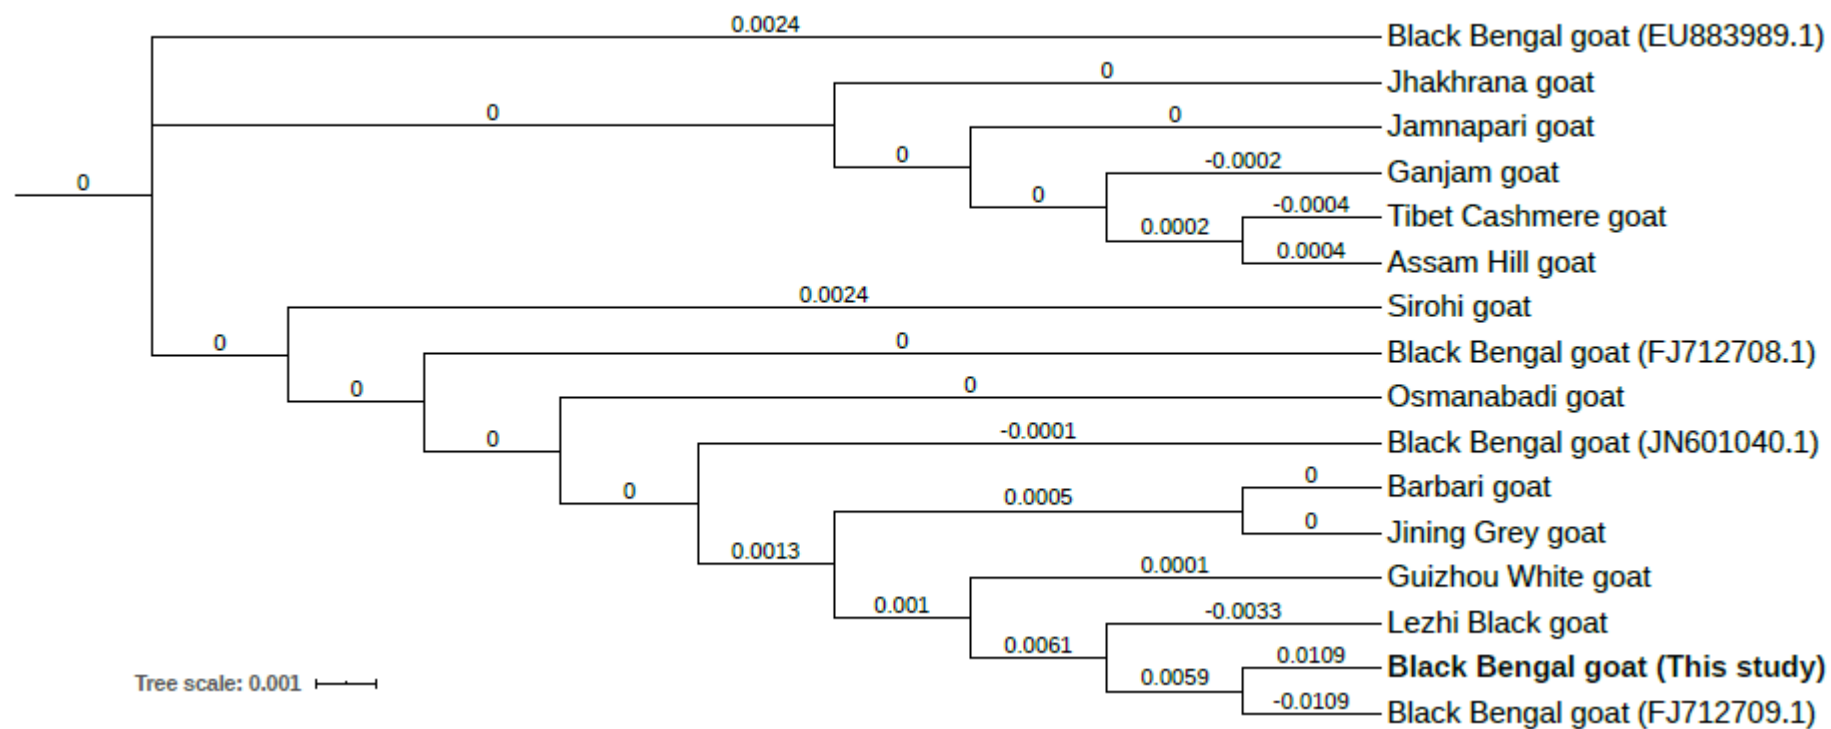 0.0024
Black Bengal goat (EU883989.1)
0
Jhakhrana goat
0
0
Jamnapari goat
0
-0.0002
Ganjam goat
0
0
-0.0004
Tibet Cashmere goat
0.0002
0.0004
Assam Hill goat
0.0024
Sirohi goat
0
0
Black Bengal goat (FJ712708.1)
0
0
Osmanabadi goat
0
-0.0001
Black Bengal goat (JN601040.1)
0
0
Barbari goat
0.0005
0
Jining Grey goat
0.0013
0.0001
Guizhou White goat
0.001
-0.0033
Lezhi Black goat
0.0061
0.0109
Black Bengal goat (This study)
0.0059
-0.0109
Black Bengal goat (FJ712709.1)
Tree scale: 0.001